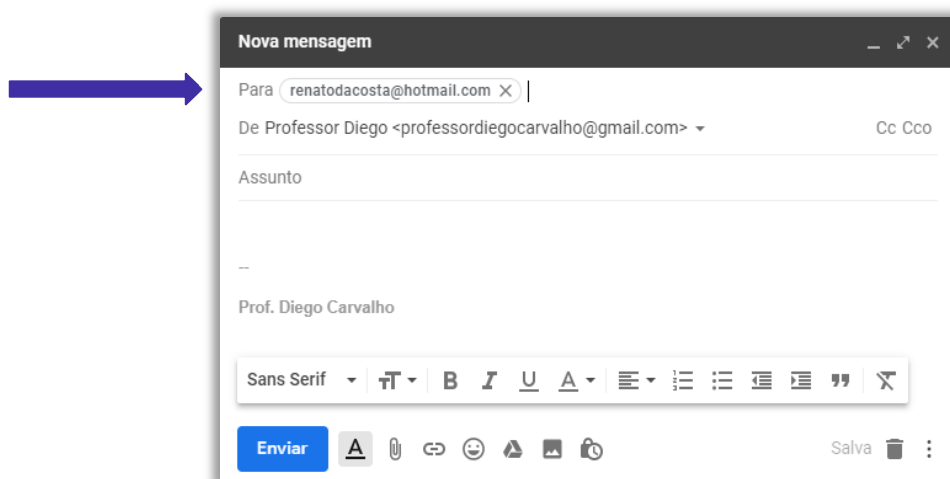 Nova mensagem
Para renatodacosta@hotmail.com
De Professor Diego <professordiegocarvalho@gmail.com> Cc Cco
Assunto
--
Prof. Diego Carvalho
Sans Serif B I U A
Enviar A Salva